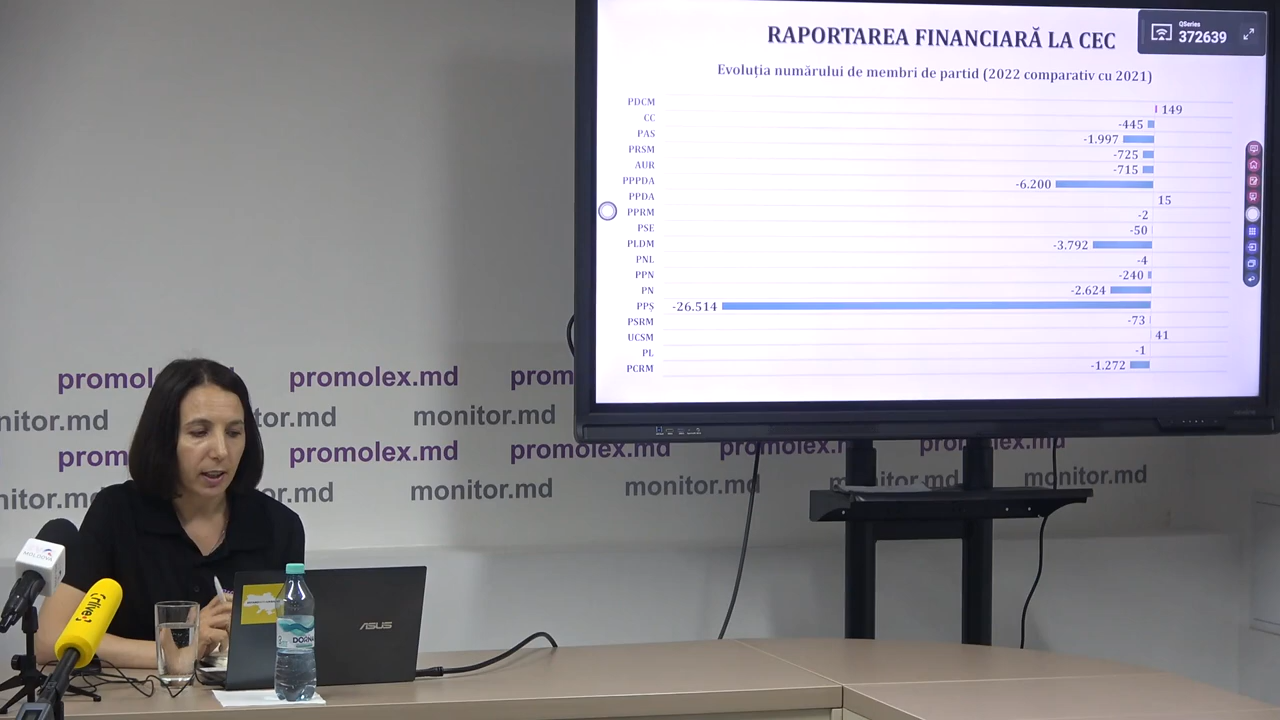 RAPORTAREA FINANCIARĂ LA CEC
QSeries
372639
Evoluția numărului de membri de partid (2022 comparativ cu 2021)
PDCM 149
CC -445
PAS -1.997
PRSM -725
AUR -715
PPPDA -6.200
PPDA 15
PPRM -2
PSE -50
PLDM -3.792
PNL -4
PPN -240
PN -2.624
PPȘ -26.514
PSRM -73
UCSM 41
PL -1
PCRM -1.272
promolex.md promolex.md
monitor.md monitor.md
promolex.md promolex.md promolex.md promolex.md
monitor.md monitor.md monitor.md monitor.md
MOLDOVA
ASUS
DORNA